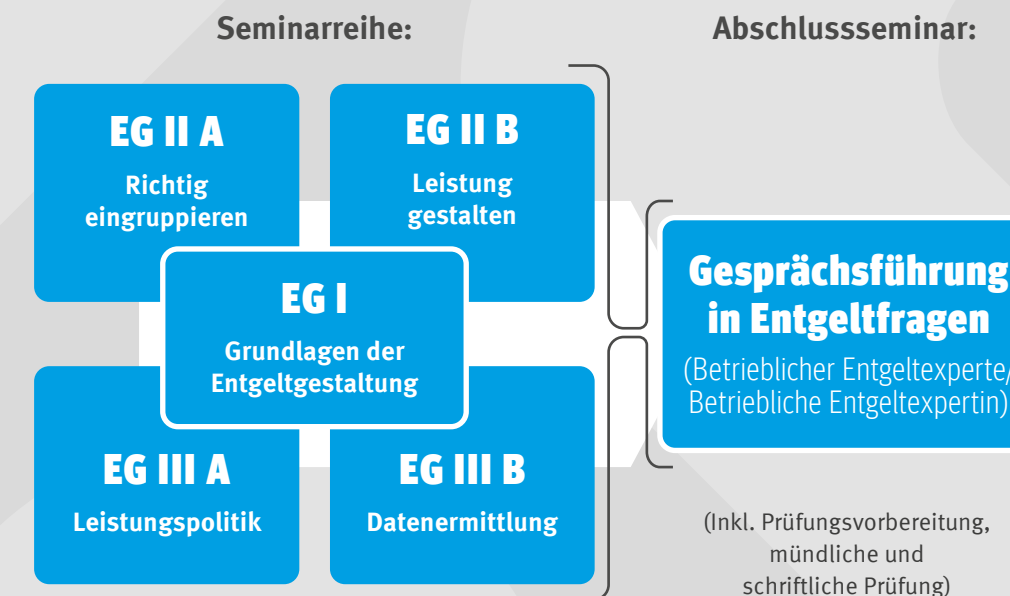 Seminarreihe:
Abschlussseminar:
EG II A
Richtig
eingruppieren
EG II B
Leistung
gestalten
EG I
Grundlagen der
Entgeltgestaltung
EG III A
Leistungspolitik
EG III B
Datenermittlung
Gesprächsführung
in Entgeltfragen
(Betrieblicher Entgeltexperte/
Betriebliche Entgeltexpertin)
(Inkl. Prüfungsvorbereitung,
mündliche und
schriftliche Prüfung)